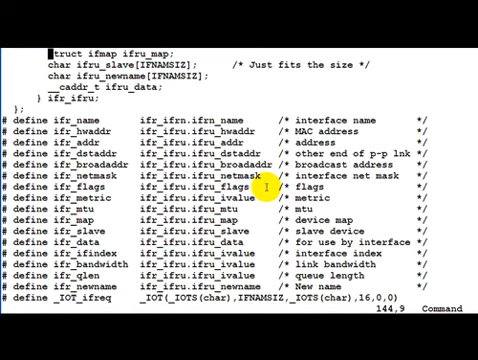 struct ifmap ifru_map;
char ifru_slave[IFNAMSIZ]; /* Just fits the size */
char ifru_newname[IFNAMSIZ];
__caddr_t ifru_data;
} ifr_ifru;
};
# define ifr_name ifr_ifrn.ifrn_name /* interface name */
# define ifr_hwaddr ifr_ifru.ifru_hwaddr /* MAC address */
# define ifr_addr ifr_ifru.ifru_addr /* address */
# define ifr_dstaddr ifr_ifru.ifru_dstaddr /* other end of p-p lnk */
# define ifr_broadaddr ifr_ifru.ifru_broadaddr /* broadcast address */
# define ifr_netmask ifr_ifru.ifru_netmask /* interface net mask */
# define ifr_flags ifr_ifru.ifru_flags /* flags */
# define ifr_metric ifr_ifru.ifru_ivalue /* metric */
# define ifr_mtu ifr_ifru.ifru_mtu /* mtu */
# define ifr_map ifr_ifru.ifru_map /* device map */
# define ifr_slave ifr_ifru.ifru_slave /* slave device */
# define ifr_data ifr_ifru.ifru_data /* for use by interface */
# define ifr_ifindex ifr_ifru.ifru_ivalue /* interface index */
# define ifr_bandwidth ifr_ifru.ifru_ivalue /* link bandwidth */
# define ifr_qlen ifr_ifru.ifru_ivalue /* queue length */
# define ifr_newname ifr_ifru.ifru_newname /* New name */
# define _IOT_ifreq _IOT(_IOTS(char),IFNAMSIZ,_IOTS(char),16,0,0)
144,9 Command